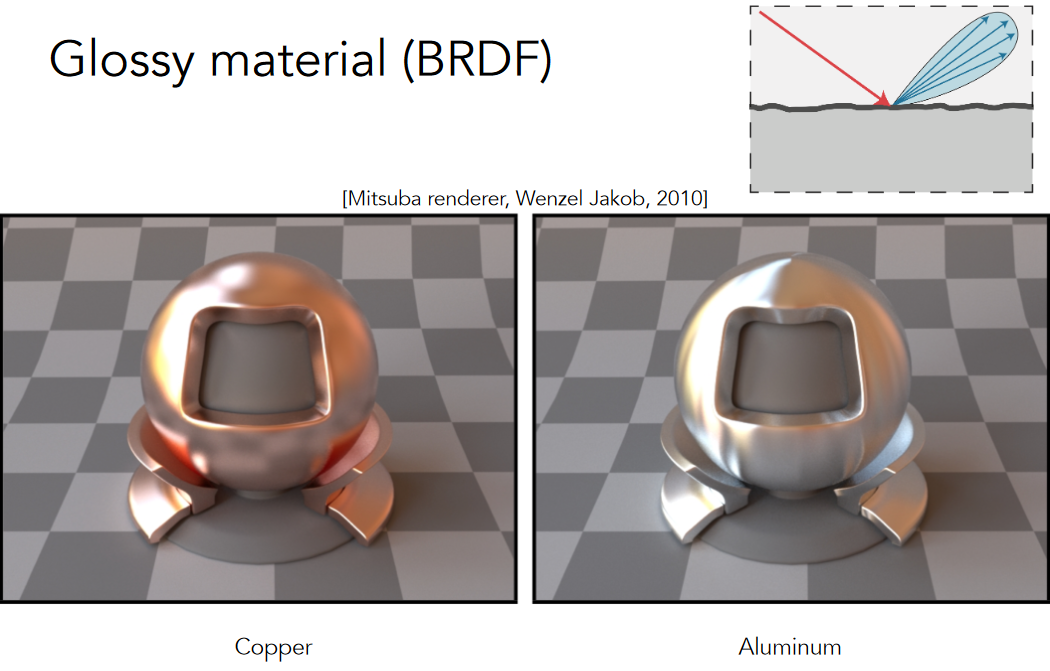 Glossy material (BRDF)
[Mitsuba renderer, Wenzel Jakob, 2010]
Copper
Aluminum